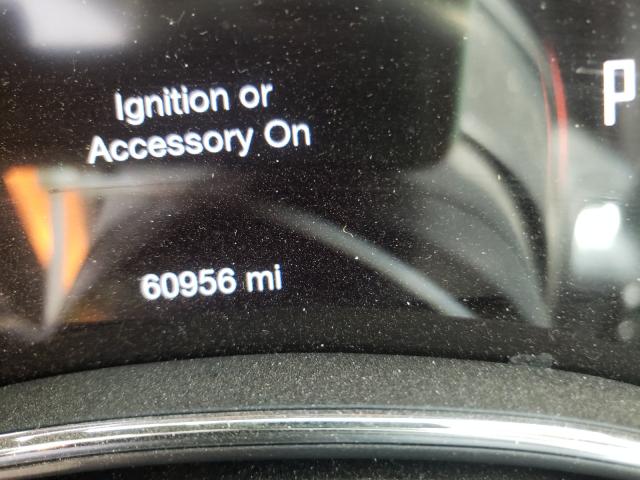 Ignition or
Accessory On
P
60956 mi